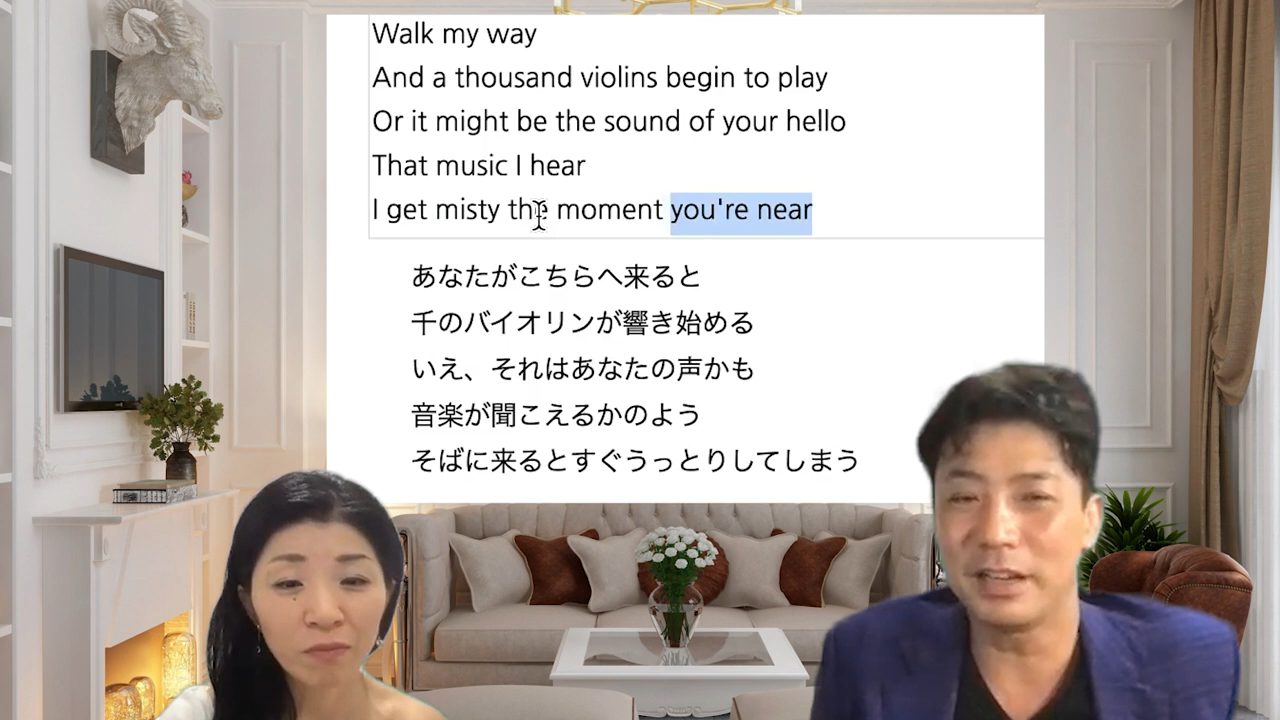 Walk my way
And a thousand violins begin to play
Or it might be the sound of your hello
That music I hear
I get misty the moment you're near
あなたがこちらへ来ると
千のバイオリンが響き始める
いえ、それはあなたの声かも
音楽が聞こえるかのよう
そばに来るとすぐうっとりしてしまう